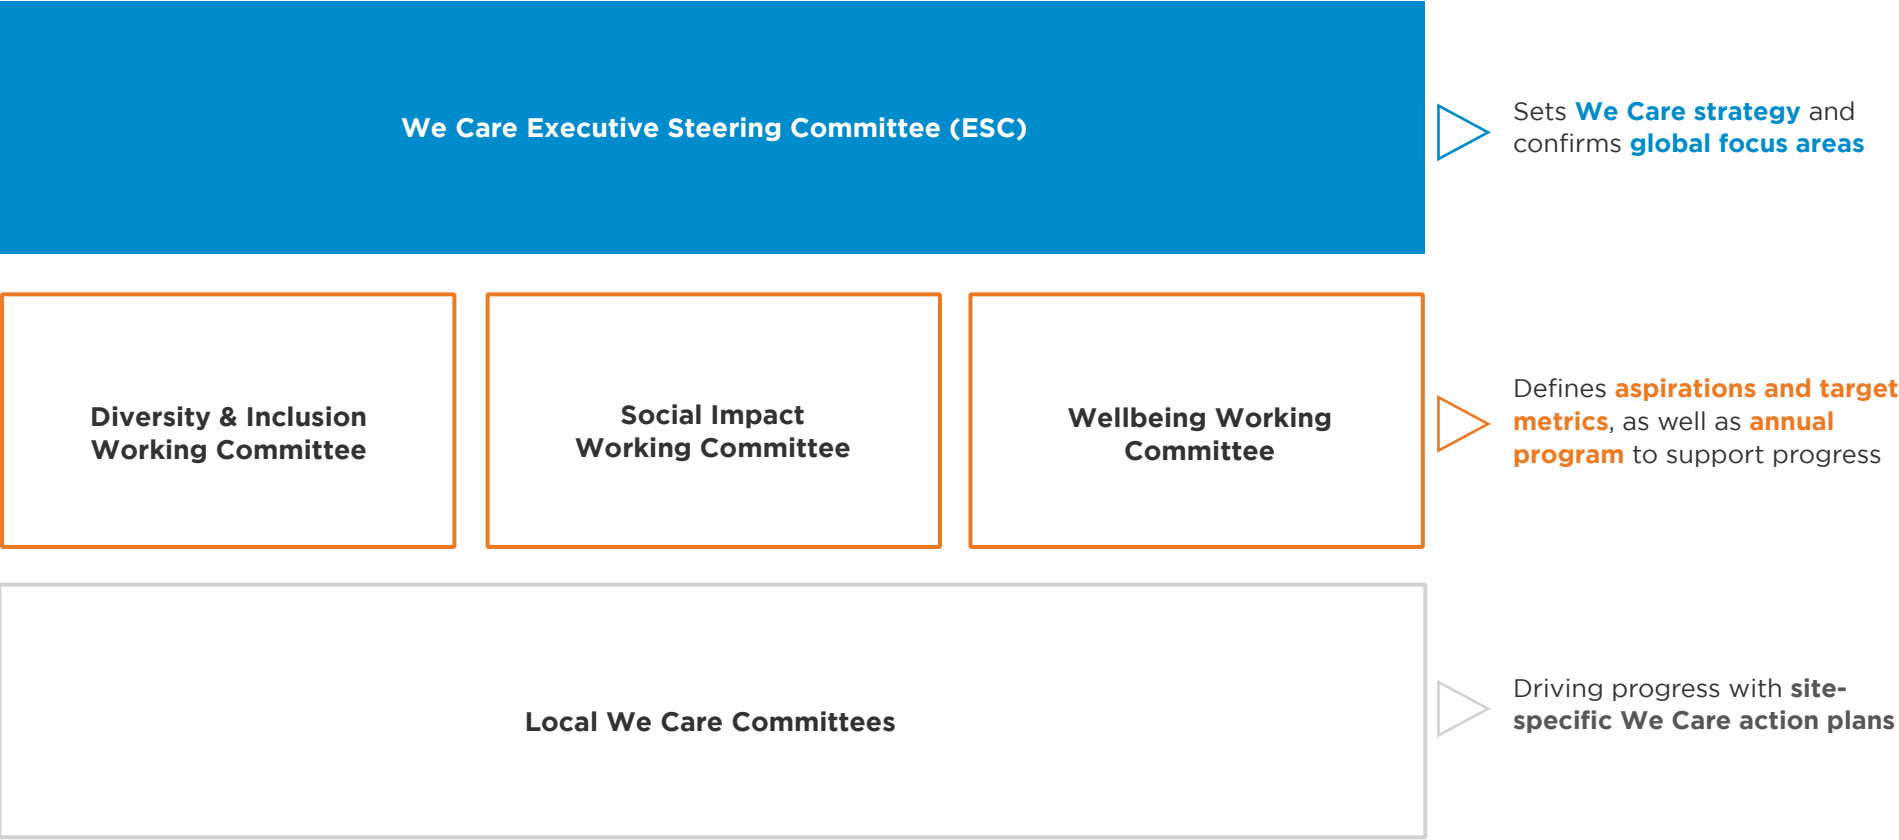 We Care Executive Steering Committee (ESC)
Sets We Care strategy and
confirms global focus areas
Diversity & Inclusion
Working Committee
Social Impact
Working Committee
Wellbeing Working
Committee
Defines aspirations and target
metrics, as well as annual
program to support progress
Local We Care Committees
Driving progress with site-
specific We Care action plans